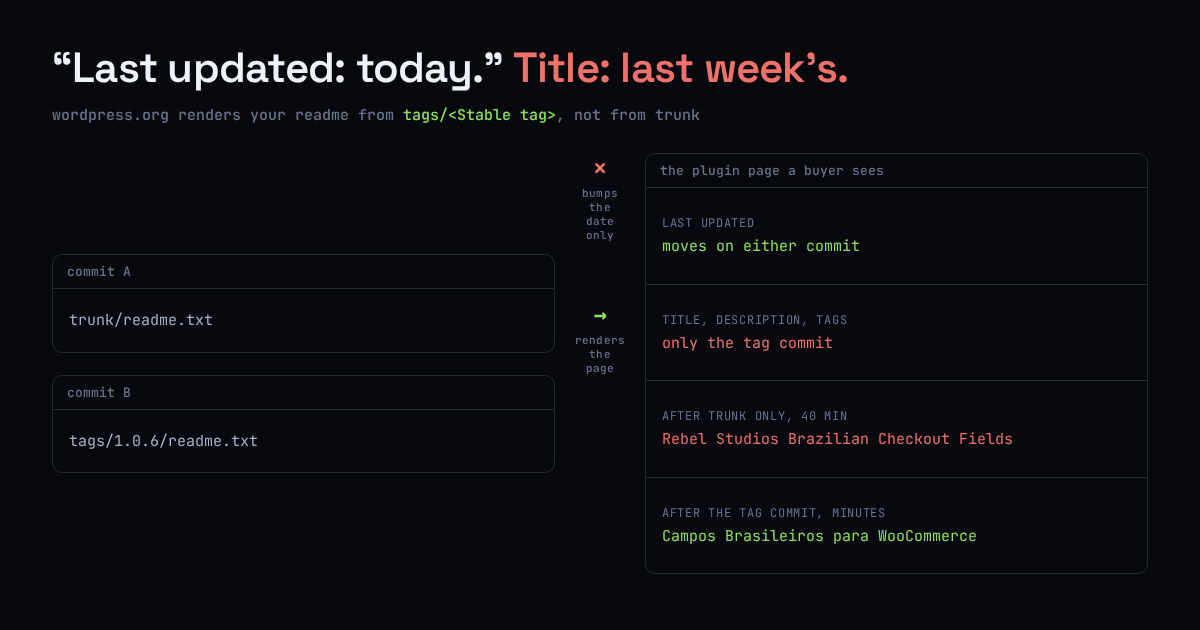 “Last updated: today.” Title: last week’s.
wordpress.org renders your readme from tags/<Stable tag>, not from trunk
commit A
trunk/readme.txt
commit B
tags/1.0.6/readme.txt
×
bumps
the
date
only
→
renders
the
page
the plugin page a buyer sees
LAST UPDATED
moves on either commit
TITLE, DESCRIPTION, TAGS
only the tag commit
AFTER TRUNK ONLY, 40 MIN
Rebel Studios Brazilian Checkout Fields
AFTER THE TAG COMMIT, MINUTES
Campos Brasileiros para WooCommerce